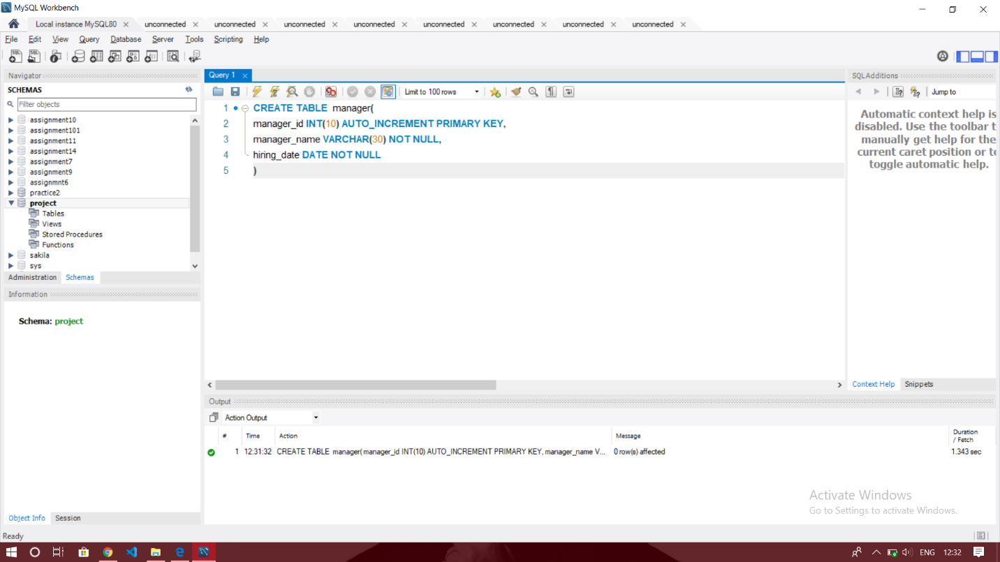 MySQL Workbench
Local instance MySQL80 unconnected unconnected unconnected unconnected unconnected unconnected unconnected unconnected
File Edit View Query Database Server Tools Scripting Help
Navigator
SCHEMAS
Filter objects
assignment10
assignment101
assignment11
assignment14
assignment7
assignment9
assignmnt6
practice2
project
Tables
Views
Stored Procedures
Functions
sakila
sys
Administration Schemas
Information
Schema: project
Object Info Session
Query 1
Limit to 100 rows
1 CREATE TABLE manager(
2 manager_id INT(10) AUTO_INCREMENT PRIMARY KEY,
3 manager_name VARCHAR(30) NOT NULL,
4 hiring_date DATE NOT NULL
5 )
SQLAdditions
Jump to
Automatic context help is
disabled. Use the toolbar t
manually get help for the
current caret position or to
toggle automatic help.
Context Help Snippets
Output
Action Output
# Time Action Message Duration / Fetch
1 12:31:32 CREATE TABLE manager( manager_id INT(10) AUTO_INCREMENT PRIMARY KEY, manager_name V... 0 row(s) affected 1.343 sec
Activate Windows
Go to Settings to activate Windows.
Ready
ENG 12:32